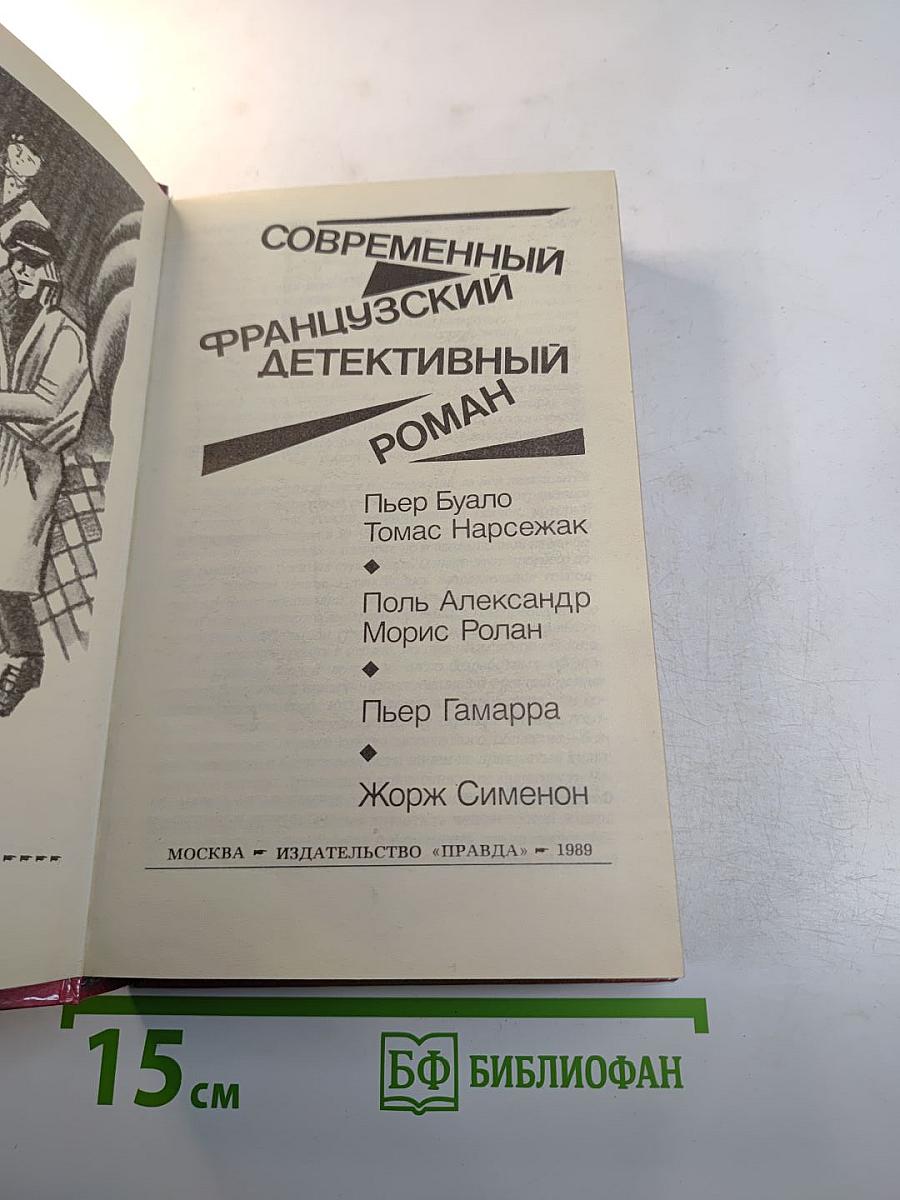 СОВРЕМЕННЫЙ
ФРАНЦУЗСКИЙ
ДЕТЕКТИВНЫЙ
РОМАН
Пьер Буало
Томас Нарсежак
Поль Александр
Морис Ролан
Пьер Гамарра
Жорж Сименон
МОСКВА ИЗДАТЕЛЬСТВО «ПРАВДА» 1989
15 см
БФ БИБЛИОФАН